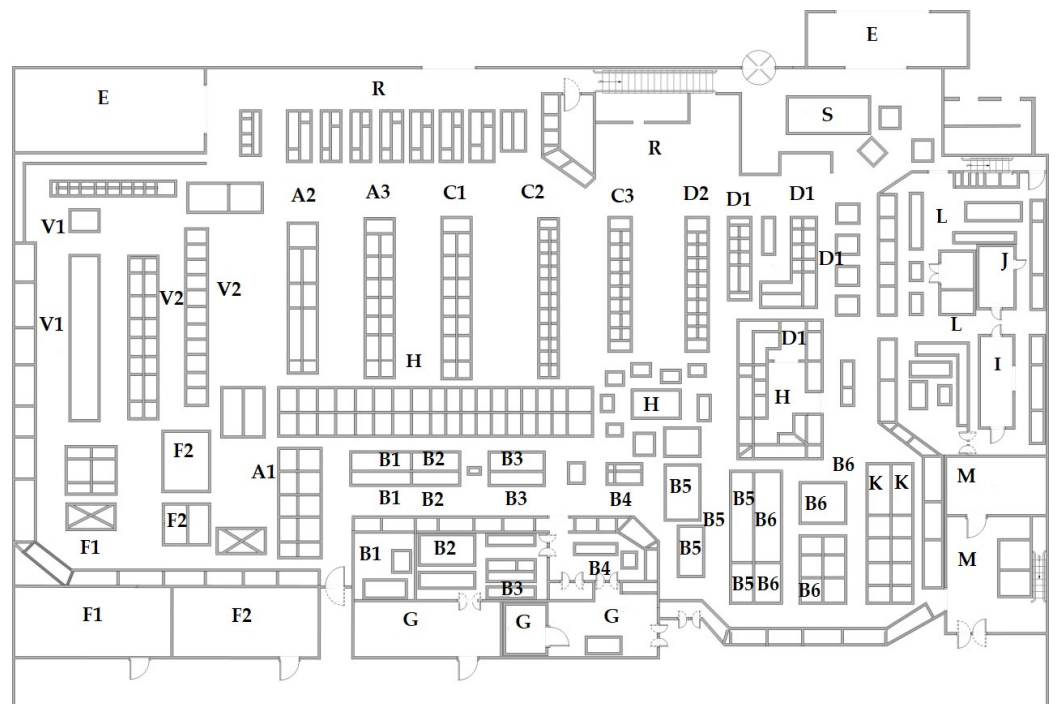 E
E R
S
R
A2 A3 C1 C2 C3 D2 D1 D1
L
V1
D1
V2 V2 J
V1
L
D1
H I
H H
F2 B1 B2 B3
A1 B6
B1 B2 B3 B4 B5 B5 K K M
B6
F2 B5 B6
F1 B5
B1 B2 B4 M
B3 B5 B6 B6
F1 F2 G G G